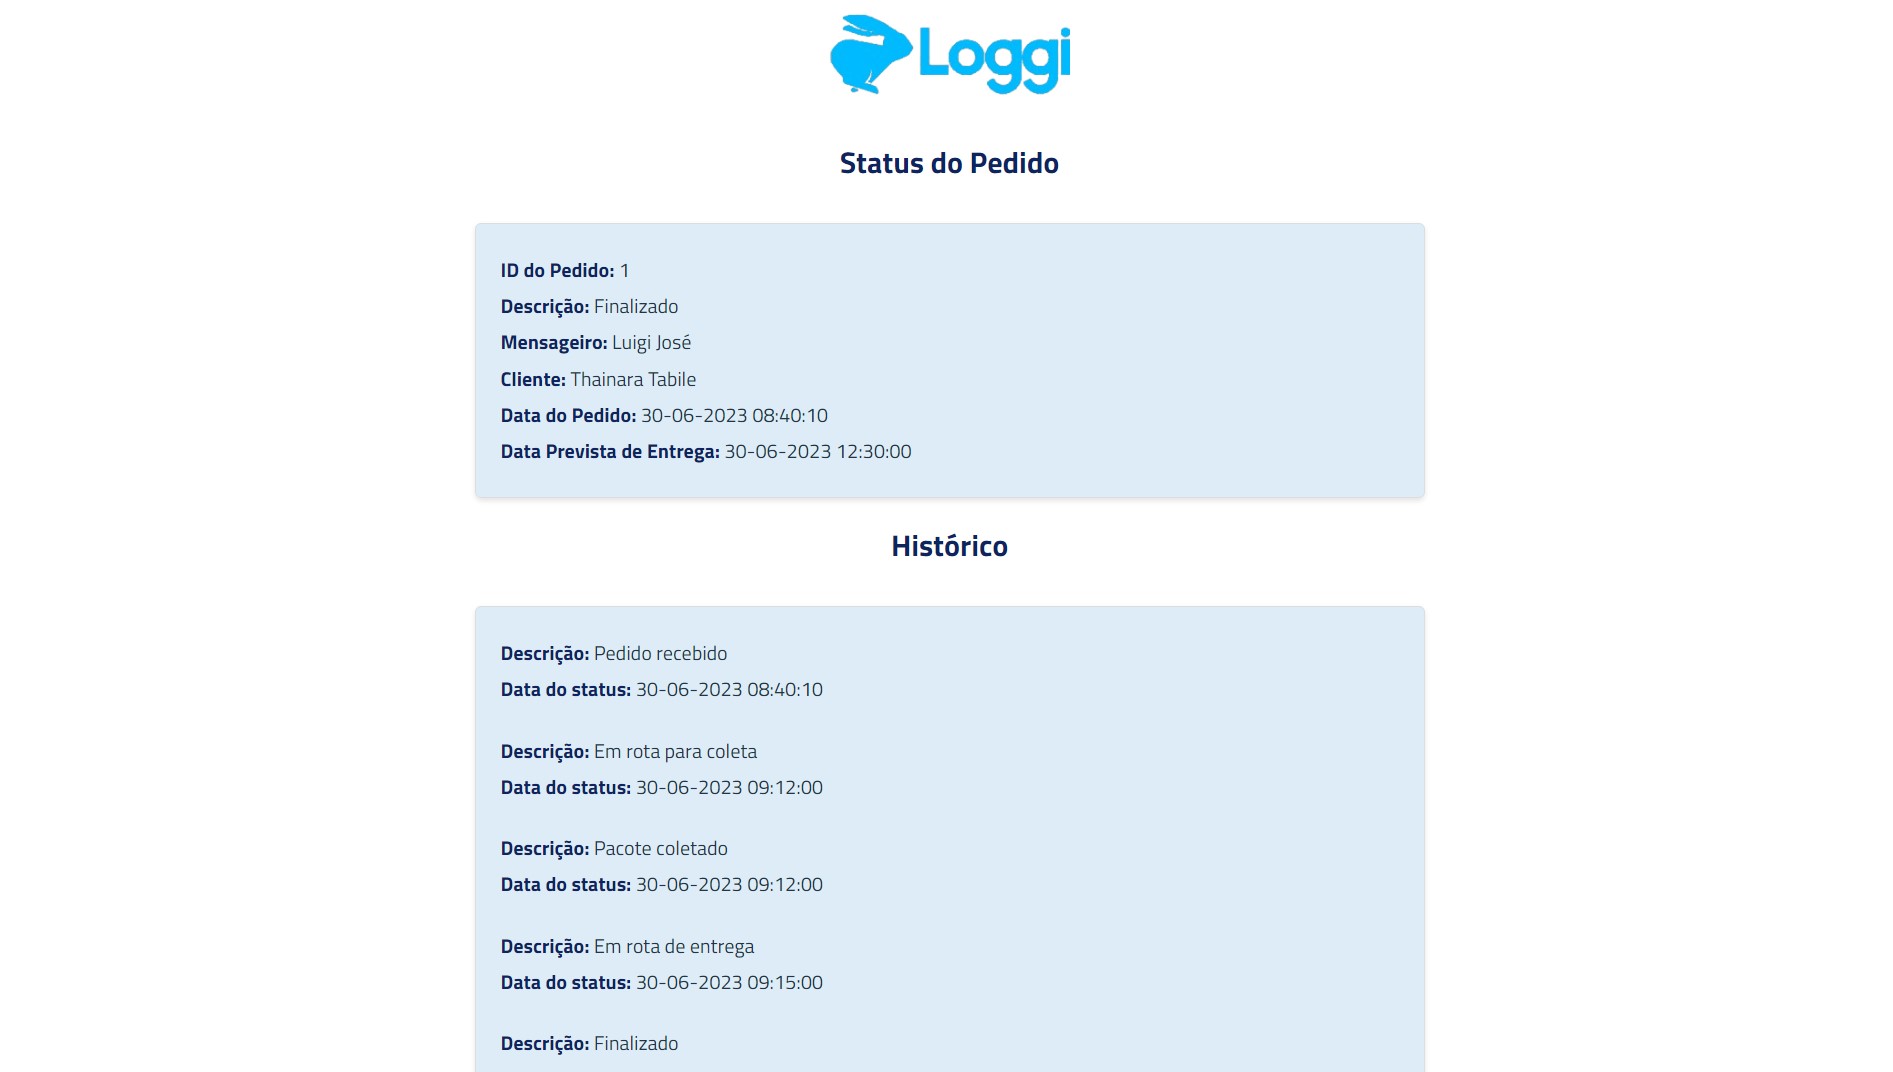 Loggi
Status do Pedido
ID do Pedido: 1
Descrição: Finalizado
Mensageiro: Luigi José
Cliente: Thainara Tabile
Data do Pedido: 30-06-2023 08:40:10
Data Prevista de Entrega: 30-06-2023 12:30:00
Histórico
Descrição: Pedido recebido
Data do status: 30-06-2023 08:40:10
Descrição: Em rota para coleta
Data do status: 30-06-2023 09:12:00
Descrição: Pacote coletado
Data do status: 30-06-2023 09:12:00
Descrição: Em rota de entrega
Data do status: 30-06-2023 09:15:00
Descrição: Finalizado